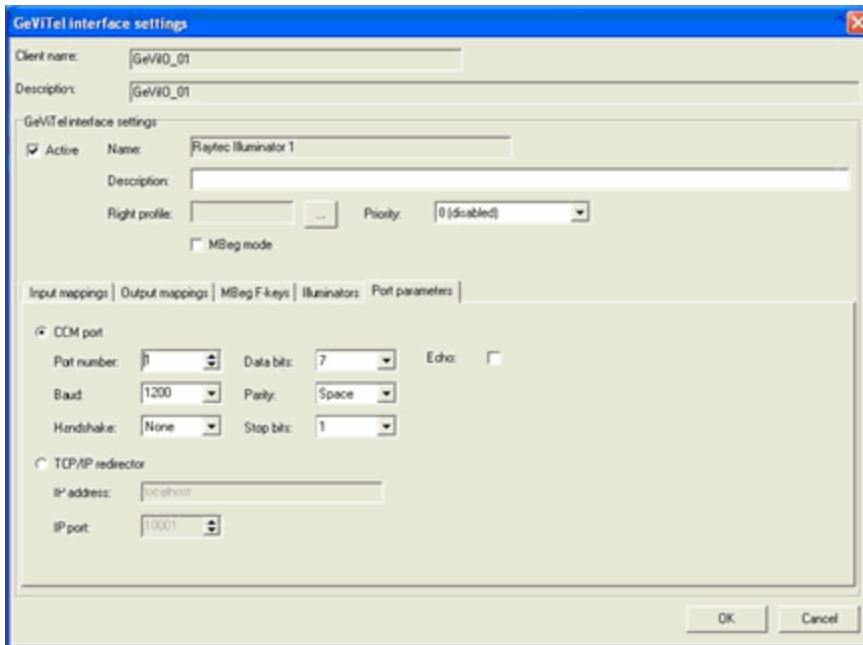 GeViTel interface settings
Client name: GeViIO_01
Description: GeViIO_01
GeViTel interface settings
Active Name: Raytec Illuminator 1
Description:
Right profile: ... Priority: 0 (disabled)
MBeg mode
Input mappings Output mappings MBeg F-keys Illuminators Port parameters
COM port
Port number: 1 Data bits: 7 Echo:
Baud: 1200 Parity: Space
Handshake: None Stop bits: 1
TCP/IP redirector
IP address: localhost
IP port: 10001
OK Cancel